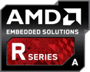 AMD
EMBEDDED SOLUTIONS
R SERIES
A